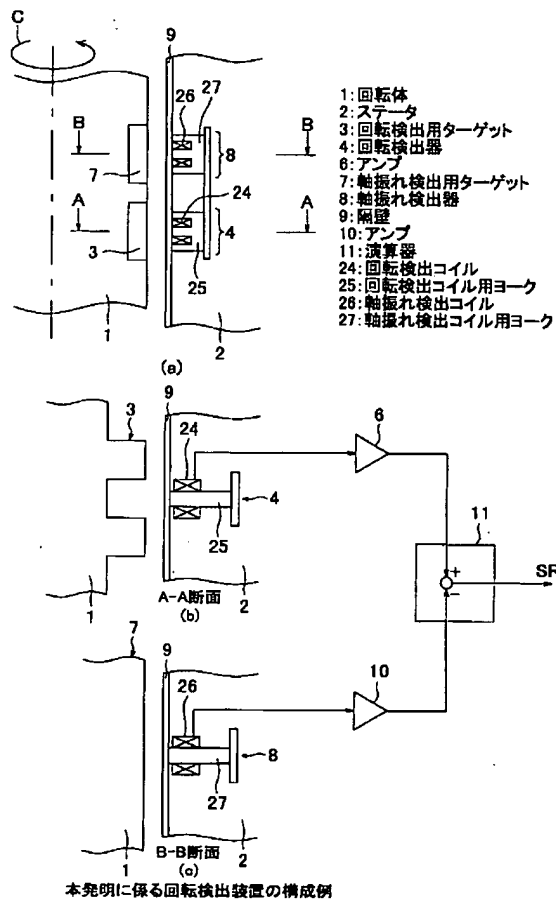 C
9
26
27
B
B
8
7
24
A
A
4
3
25
1
2
(a)
1:回転体
2:ステータ
3:回転検出用ターゲット
4:回転検出器
6:アンプ
7:軸振れ検出用ターゲット
8:軸振れ検出器
9:隔壁
10:アンプ
11:演算器
24:回転検出コイル
25:回転検出コイル用ヨーク
26:軸振れ検出コイル
27:軸振れ検出コイル用ヨーク
3
9
24
6
4
25
11
+
−
SR
1
A-A断面
2
(b)
7
9
26
10
8
27
1
B-B断面
2
(c)
本発明に係る回転検出装置の構成例